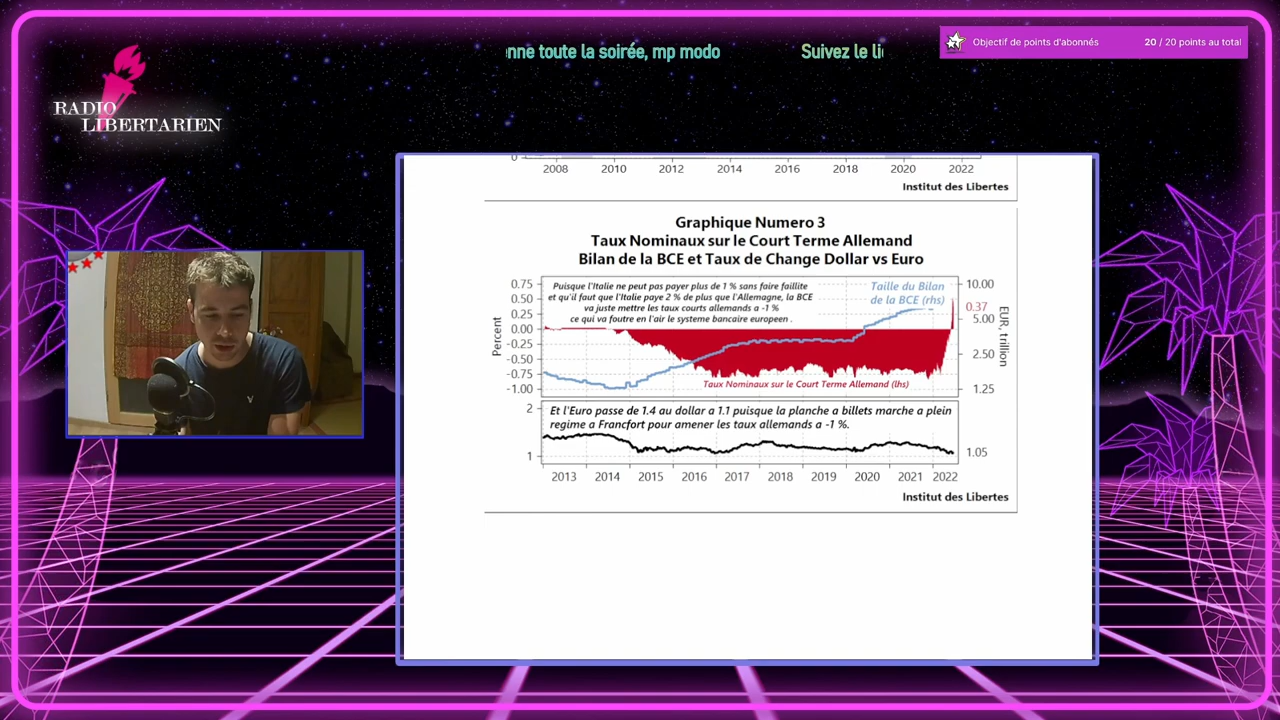 enne toute la soirée, mp modo
Suivez le li
Objectif de points d'abonnés
20 / 20 points au total
RADIO
LIBERTARIEN
0
2008 2010 2012 2014 2016 2018 2020 2022
Institut des Libertes
Graphique Numero 3
Taux Nominaux sur le Court Terme Allemand
Bilan de la BCE et Taux de Change Dollar vs Euro
Puisque l'Italie ne peut pas payer plus de 1 % sans faire faillite
et qu'il faut que l'Italie paye 2 % de plus que l'Allemagne, la BCE
va juste mettre les taux courts allemands a -1 %
ce qui va foutre en l'air le systeme bancaire europeen .
Taille du Bilan
de la BCE (rhs)
0.75
0.50
0.25
0.00
-0.25
-0.50
-0.75
-1.00
Percent
10.00
0.37
5.00
2.50
1.25
EUR, trillion
Taux Nominaux sur le Court Terme Allemand (lhs)
Et l'Euro passe de 1.4 au dollar a 1.1 puisque la planche a billets marche a plein
regime a Francfort pour amener les taux allemands a -1 %.
2
1
1.05
2013 2014 2015 2016 2017 2018 2019 2020 2021 2022
Institut des Libertes